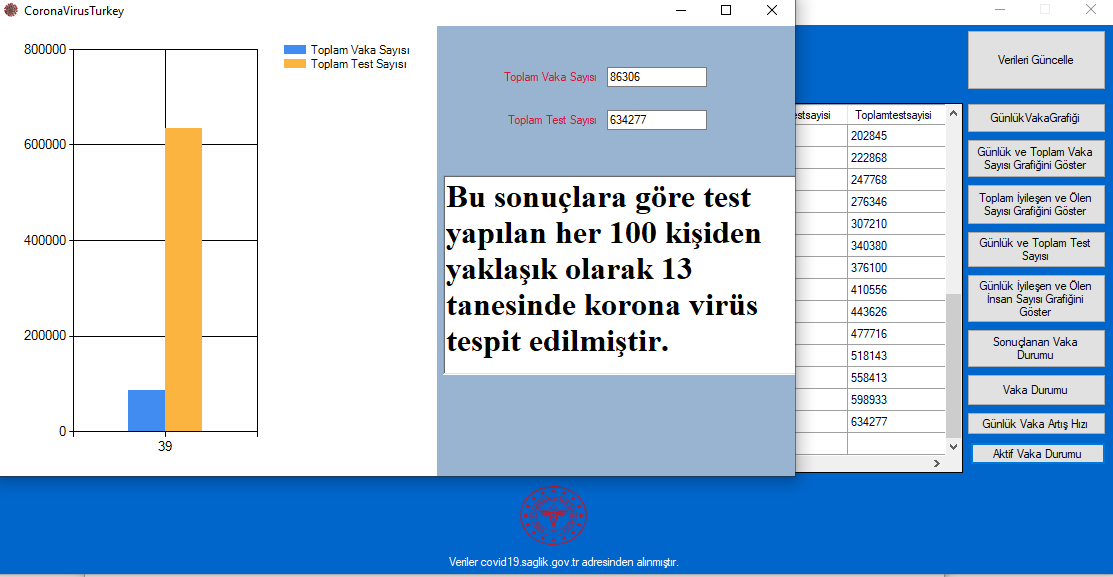 CoronaVirusTurkey
800000
600000
400000
200000
0
39
Toplam Vaka Sayısı
Toplam Test Sayısı
Toplam Vaka Sayısı 86306
Toplam Test Sayısı 634277
Bu sonuçlara göre test
yapılan her 100 kişiden
yaklaşık olarak 13
tanesinde korona virüs
tespit edilmiştir.
estsayisi Toplamtestsayisi
202845
222868
247768
276346
307210
340380
376100
410556
443626
477716
518143
558413
598933
634277
Verileri Güncelle
GünlükVakaGrafiği
Günlük ve Toplam Vaka
Sayısı Grafiğini Göster
Toplam İyileşen ve Ölen
Sayısı Grafiğini Göster
Günlük ve Toplam Test
Sayısı
Günlük İyileşen ve Ölen
İnsan Sayısı Grafiğini
Göster
Sonuçlanan Vaka
Durumu
Vaka Durumu
Günlük Vaka Artış Hızı
Aktif Vaka Durumu
Veriler covid19.saglik.gov.tr adresinden alınmıştır.